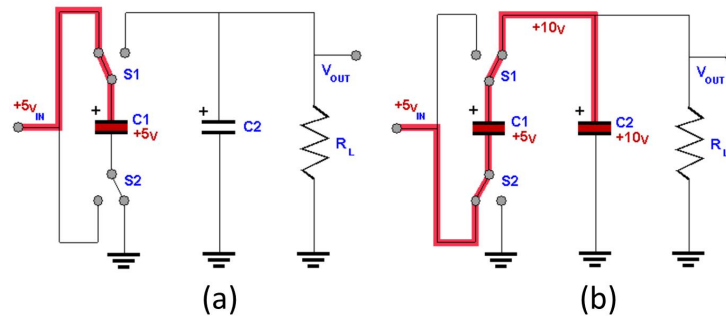 +5V IN
S1
+
C1
+5V
S2
+
C2
V OUT
R L
(a)
+5V IN
+10V
S1
+
C1
+5V
S2
+
C2
+10V
V OUT
R L
(b)